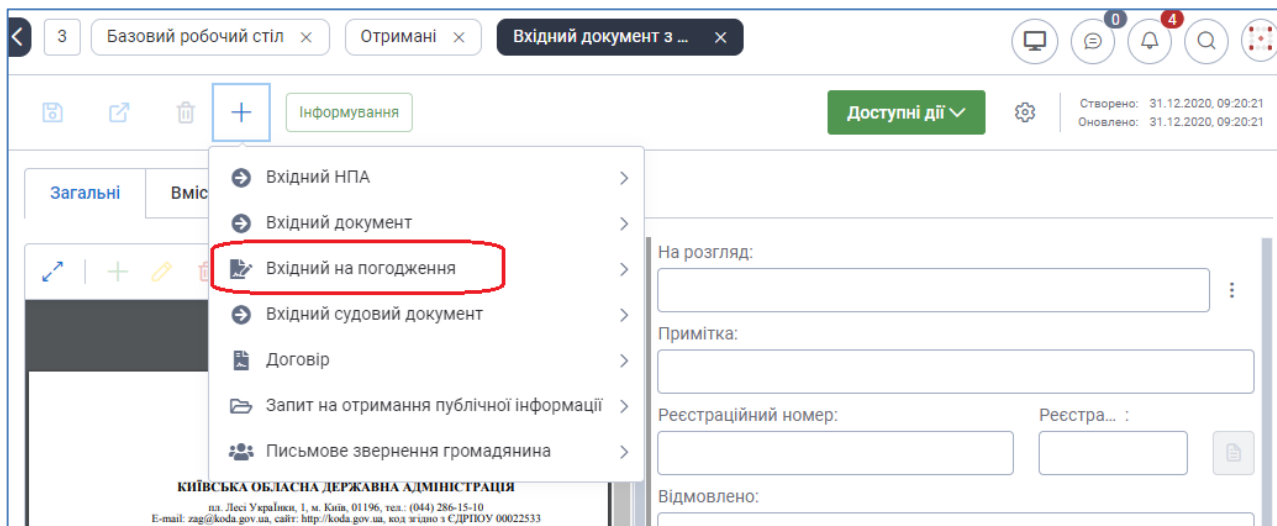 3
Базовий робочий стіл ×
Отримані ×
Вхідний документ з ... ×
0
4
Інформування
Доступні дії
Створено: 31.12.2020, 09:20:21
Оновлено: 31.12.2020, 09:20:21
Загальні
Вміс
Вхідний НПА
Вхідний документ
Вхідний на погодження
Вхідний судовий документ
Договір
Запит на отримання публічної інформації
Письмове звернення громадянина
На розгляд:
Примітка:
Реєстраційний номер:
Реєстра... :
Відмовлено:
КИЇВСЬКА ОБЛАСНА ДЕРЖАВНА АДМІНІСТРАЦІЯ
пл. Лесі Українки, 1, м. Київ, 01196, тел.: (044) 286-15-10
E-mail: zag@koda.gov.ua, сайт: http://koda.gov.ua, код згідно з ЄДРПОУ 00022533